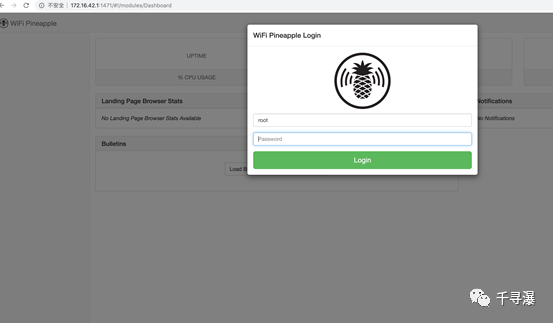 不安全 | 172.16.42.1:1471/#!/modules/Dashboard
WiFi Pineapple
WiFi Pineapple Login
UPTIME
% CPU USAGE
root
Password
Login
Landing Page Browser Stats
No Landing Page Browser Stats Available
Notifications
No Notifications
Bulletins
Load B
千寻瀑